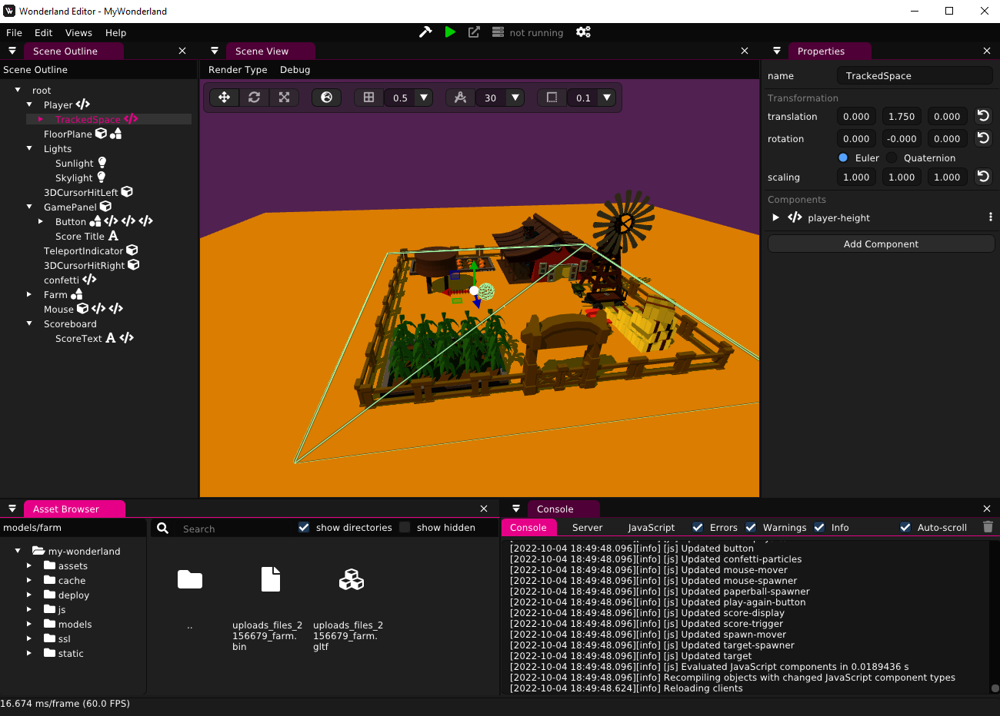 Wonderland Editor - MyWonderland
File Edit Views Help
not running
Scene Outline
Scene View
Properties
Scene Outline
Render Type Debug
name TrackedSpace
root
Player
TrackedSpace
FloorPlane
Lights
Sunlight
Skylight
3DCursorHitLeft
GamePanel
Button
Score Title
TeleportIndicator
3DCursorHitRight
confetti
Farm
Mouse
Scoreboard
ScoreText
0.5 30 0.1
Transformation
translation 0.000 1.750 0.000
rotation 0.000 -0.000 0.000
Euler Quaternion
scaling 1.000 1.000 1.000
Components
player-height
Add Component
Asset Browser
models/farm
Search show directories show hidden
my-wonderland
assets
cache
deploy
js
models
ssl
static
..
uploads_files_2
156679_farm.
bin
uploads_files_2
156679_farm.
gltf
Console
Console Server JavaScript Errors Warnings Info Auto-scroll
[2022-10-04 18:49:48.096][info] [js] Updated button
[2022-10-04 18:49:48.096][info] [js] Updated confetti-particles
[2022-10-04 18:49:48.096][info] [js] Updated mouse-mover
[2022-10-04 18:49:48.096][info] [js] Updated mouse-spawner
[2022-10-04 18:49:48.096][info] [js] Updated paperball-spawner
[2022-10-04 18:49:48.096][info] [js] Updated play-again-button
[2022-10-04 18:49:48.096][info] [js] Updated score-display
[2022-10-04 18:49:48.096][info] [js] Updated score-trigger
[2022-10-04 18:49:48.096][info] [js] Updated spawn-mover
[2022-10-04 18:49:48.096][info] [js] Updated target-spawner
[2022-10-04 18:49:48.096][info] [js] Updated target
[2022-10-04 18:49:48.096][info] [js] Evaluated JavaScript components in 0.0189436 s
[2022-10-04 18:49:48.096][info] Recompiling objects with changed JavaScript component types
[2022-10-04 18:49:48.624][info] Reloading clients
16.674 ms/frame (60.0 FPS)